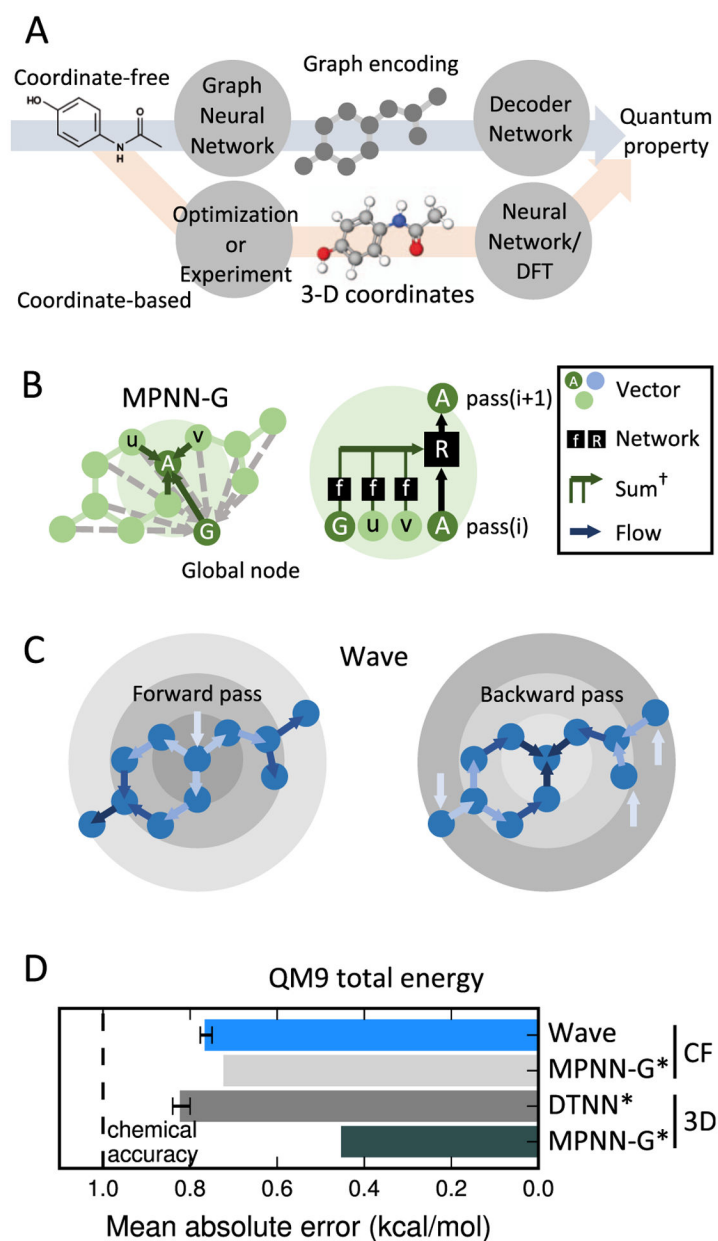 A
Coordinate-free
HO
O
N
H
Graph
Neural
Network
Graph encoding
Decoder
Network
Quantum
property
Optimization
or
Experiment
3-D coordinates
Neural
Network/
DFT
Coordinate-based
B
MPNN-G
u
v
A
G
Global node
A
pass(i+1)
R
f
f
f
G
u
v
A
pass(i)
A
Vector
f
R
Network
Sum†
Flow
C
Wave
Forward pass
Backward pass
D
QM9 total energy
Wave
MPNN-G*
CF
DTNN*
MPNN-G*
3D
chemical
accuracy
1.0 0.8 0.6 0.4 0.2 0.0
Mean absolute error (kcal/mol)